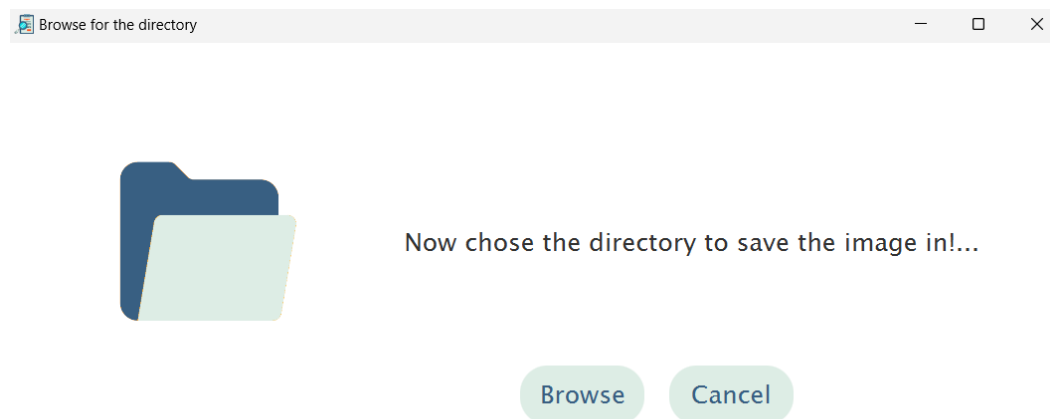 Browse for the directory
Now chose the directory to save the image in!...
Browse
Cancel